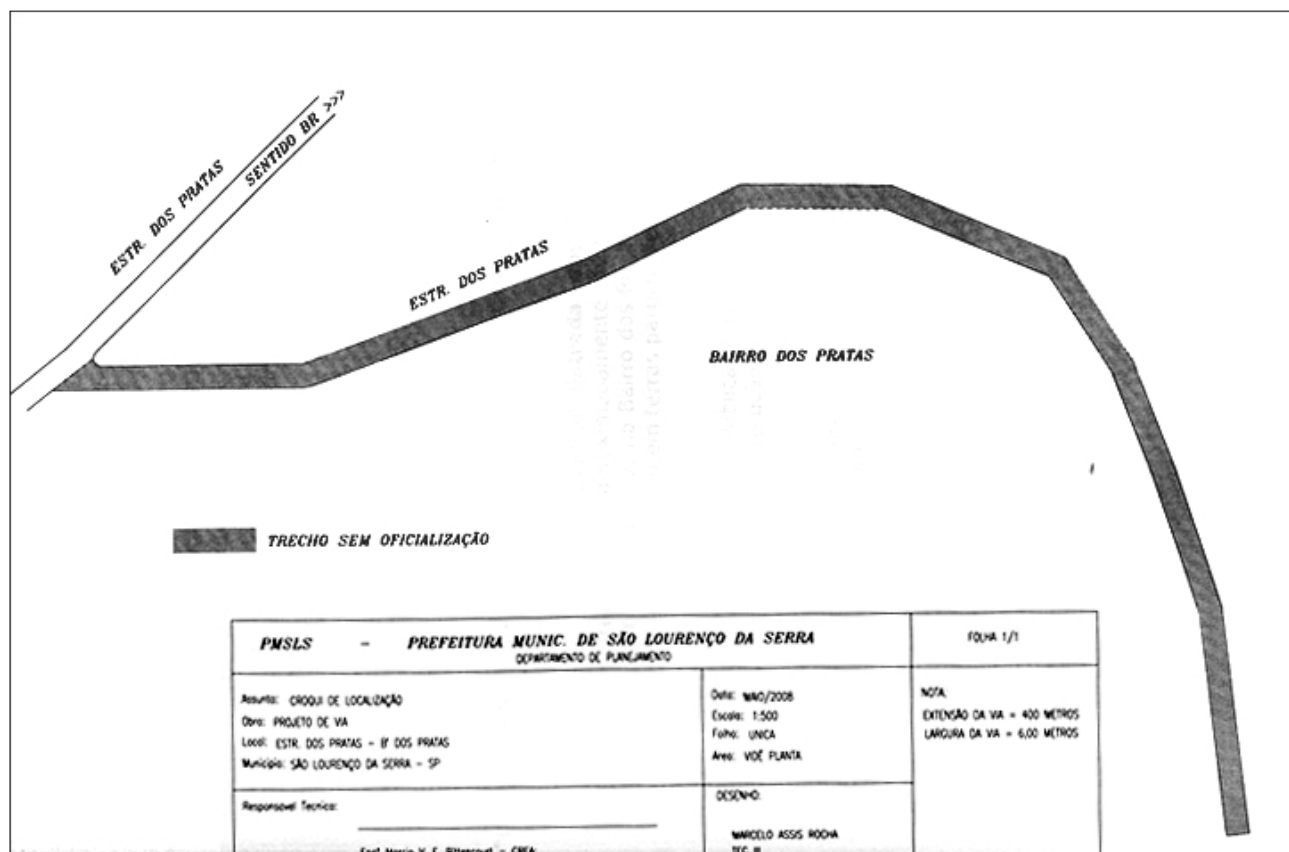 ESTR. DOS PRATAS
SENTIDO BR >>>
ESTR. DOS PRATAS
BAIRRO DOS PRATAS
TRECHO SEM OFICIALIZAÇÃO
PMSLS - PREFEITURA MUNIC. DE SÃO LOURENÇO DA SERRA
DEPARTAMENTO DE PLANEJAMENTO
FOLHA 1/1
Assunto: CROQUI DE LOCALIZAÇÃO
Obra: PROJETO DE VIA
Local: ESTR. DOS PRATAS - Bº DOS PRATAS
Município: SÃO LOURENÇO DA SERRA - SP
Data: MAIO/2008
Escala: 1:500
Folha: UNICA
Area: VIDÊ PLANTA
NOTA:
EXTENSÃO DA VIA = 400 METROS
LARGURA DA VIA = 6,00 METROS
Responsavel Tecnico:
DESENHO:
MARCELO ASSIS ROCHA